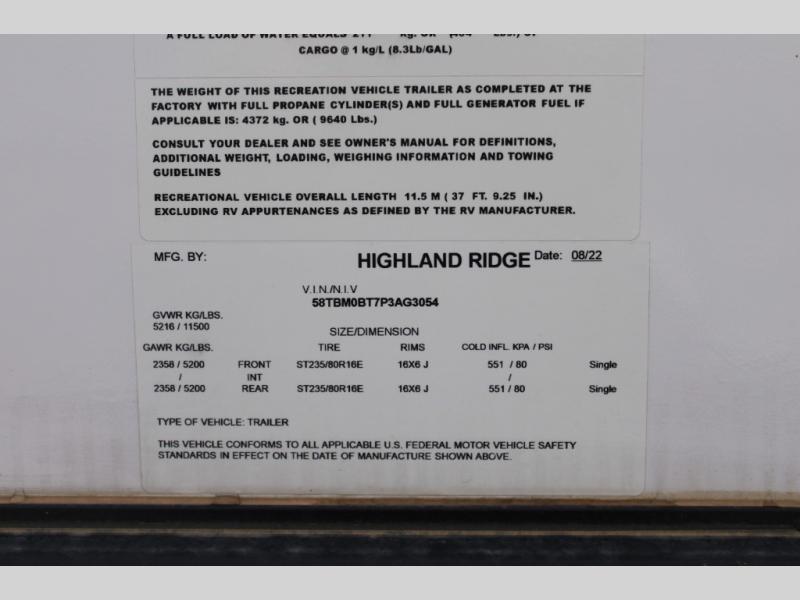 A FULL LOAD OF WATER EQUALS kg. OR
CARGO @ 1 kg/L (8.3Lb/GAL)
THE WEIGHT OF THIS RECREATION VEHICLE TRAILER AS COMPLETED AT THE
FACTORY WITH FULL PROPANE CYLINDER(S) AND FULL GENERATOR FUEL IF
APPLICABLE IS: 4372 kg. OR ( 9640 Lbs.)
CONSULT YOUR DEALER AND SEE OWNER'S MANUAL FOR DEFINITIONS,
ADDITIONAL WEIGHT, LOADING, WEIGHING INFORMATION AND TOWING
GUIDELINES
RECREATIONAL VEHICLE OVERALL LENGTH 11.5 M ( 37 FT. 9.25 IN.)
EXCLUDING RV APPURTENANCES AS DEFINED BY THE RV MANUFACTURER.
MFG. BY: HIGHLAND RIDGE Date: 08/22
V.I.N./N.I.V
58TBM0BT7P3AG3054
GVWR KG/LBS.
5216 / 11500
SIZE/DIMENSION
GAWR KG/LBS. TIRE RIMS COLD INFL. KPA / PSI
2358 / 5200 FRONT ST235/80R16E 16X6 J 551 / 80 Single
/ INT /
2358 / 5200 REAR ST235/80R16E 16X6 J 551 / 80 Single
TYPE OF VEHICLE: TRAILER
THIS VEHICLE CONFORMS TO ALL APPLICABLE U.S. FEDERAL MOTOR VEHICLE SAFETY
STANDARDS IN EFFECT ON THE DATE OF MANUFACTURE SHOWN ABOVE.